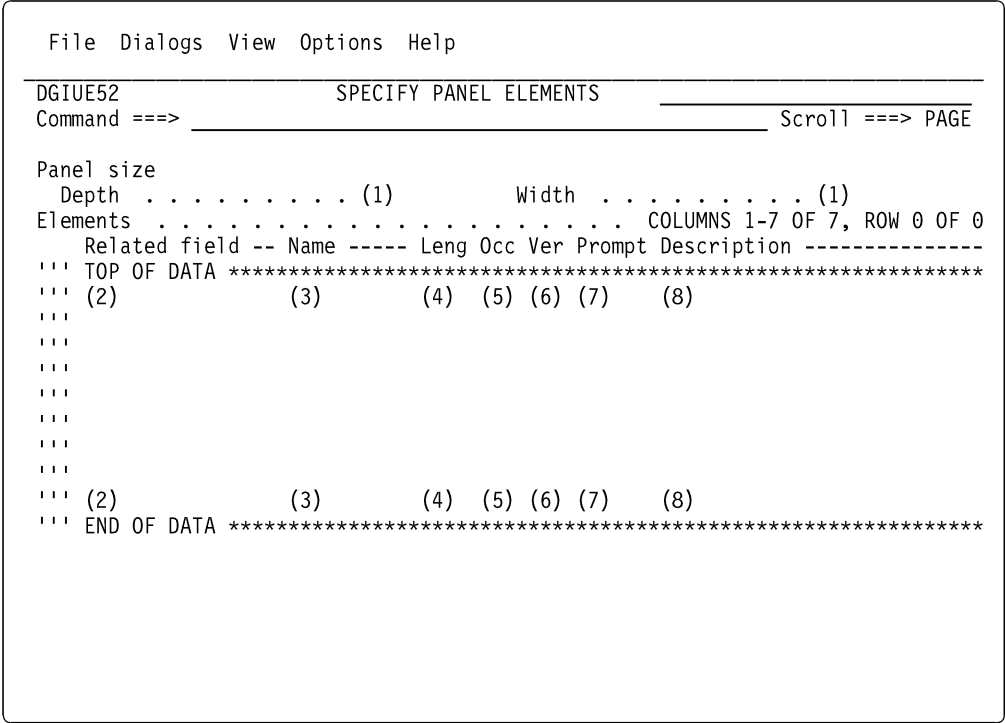 File Dialogs View Options Help
DGIUE52 SPECIFY PANEL ELEMENTS
Command ===> Scroll ===> PAGE
Panel size
Depth . . . . . . . . . (1) Width . . . . . . . . . (1)
Elements . . . . . . . . . . . . . . . . . . . . COLUMNS 1-7 OF 7, ROW 0 OF 0
Related field -- Name ----- Leng Occ Ver Prompt Description ---------------
''' TOP OF DATA ***************************************************************
''' (2) (3) (4) (5) (6) (7) (8)
'''
'''
'''
'''
'''
'''
'''
''' (2) (3) (4) (5) (6) (7) (8)
''' END OF DATA ***************************************************************